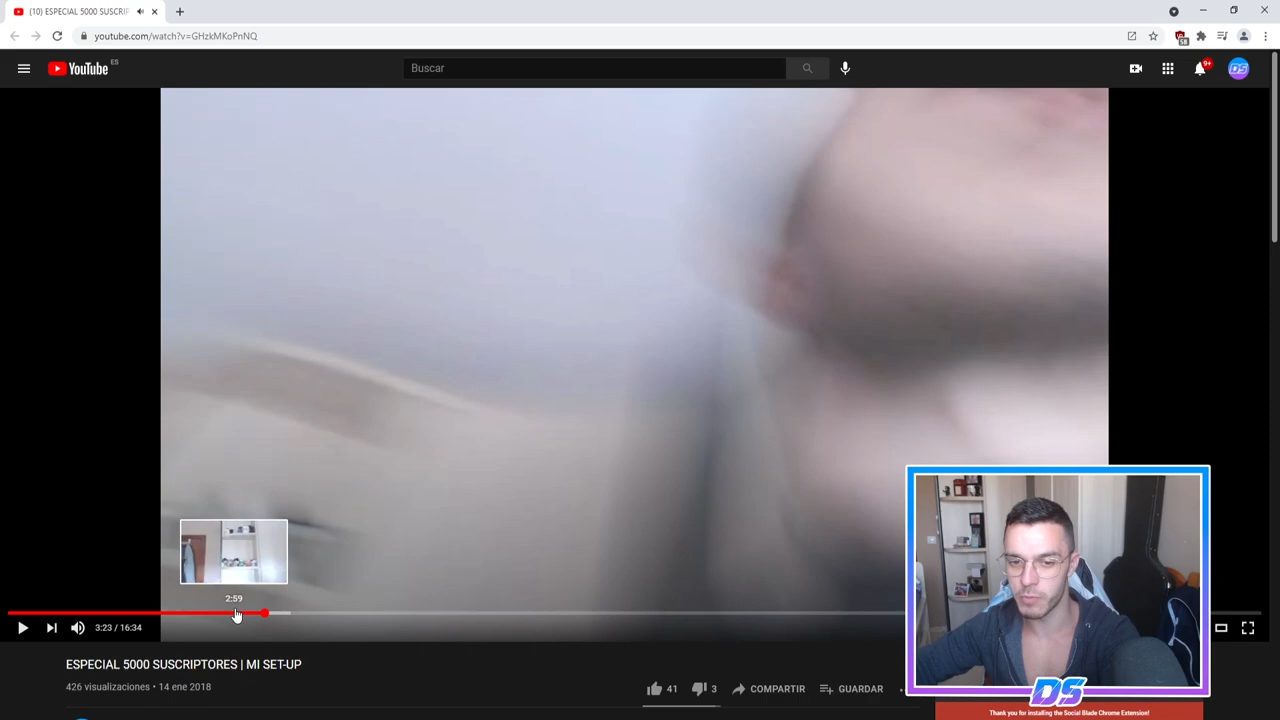 (10) ESPECIAL 5000 SUSCRIP
youtube.com/watch?v=GHzkMKoPnNQ
58
YouTube ES
Buscar
9+
DS
2:59
3:23 / 16:34
ESPECIAL 5000 SUSCRIPTORES | MI SET-UP
426 visualizaciones • 14 ene 2018
41
3
COMPARTIR
GUARDAR
DS
Thank you for installing the Social Blade Chrome Extension!